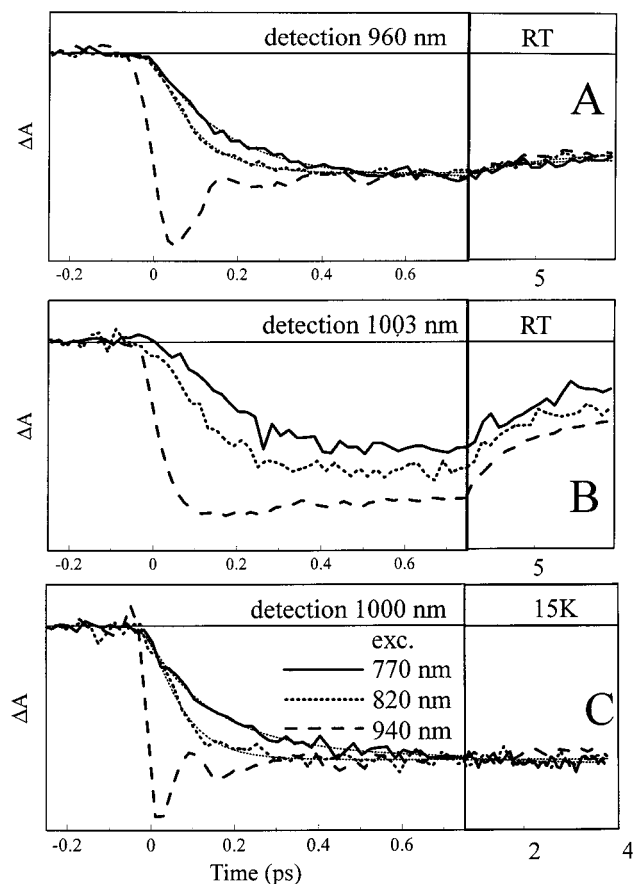 detection 960 nm RT
A
ΔA
-0.2 0 0.2 0.4 0.6 5
detection 1003 nm RT
ΔA
B
-0.2 0 0.2 0.4 0.6 5
detection 1000 nm 15K
exc.
770 nm
820 nm
940 nm
ΔA
C
-0.2 0 0.2 0.4 0.6 2 4
Time (ps)